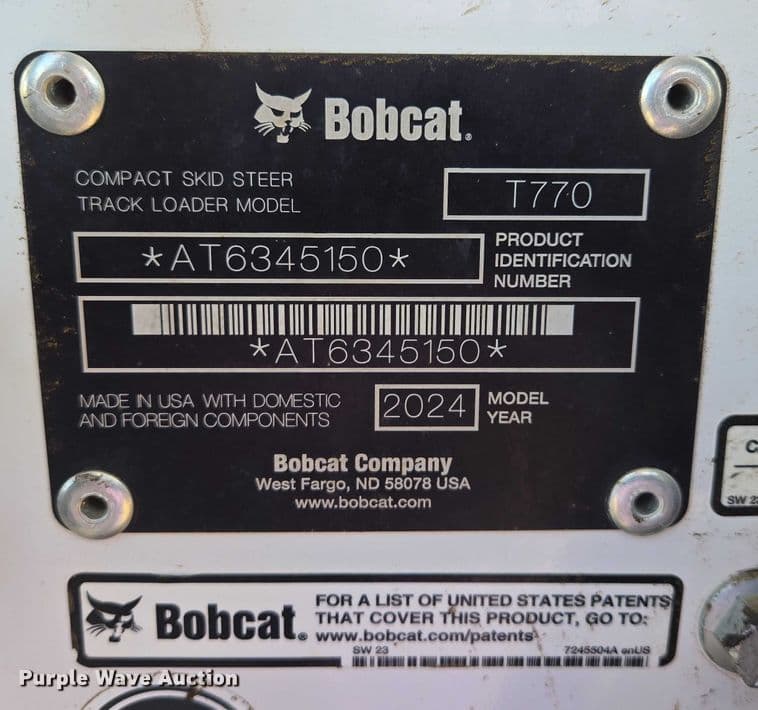 Bobcat®
COMPACT SKID STEER
TRACK LOADER MODEL
T770
*AT6345150*
PRODUCT
IDENTIFICATION
NUMBER
*AT6345150*
MADE IN USA WITH DOMESTIC
AND FOREIGN COMPONENTS
2024
MODEL
YEAR
Bobcat Company
West Fargo, ND 58078 USA
www.bobcat.com
Bobcat®
FOR A LIST OF UNITED STATES PATENTS
THAT COVER THIS PRODUCT, GO TO:
www.bobcat.com/patents
SW 23
7245504A enUS
C
SW 23
Purple Wave Auction